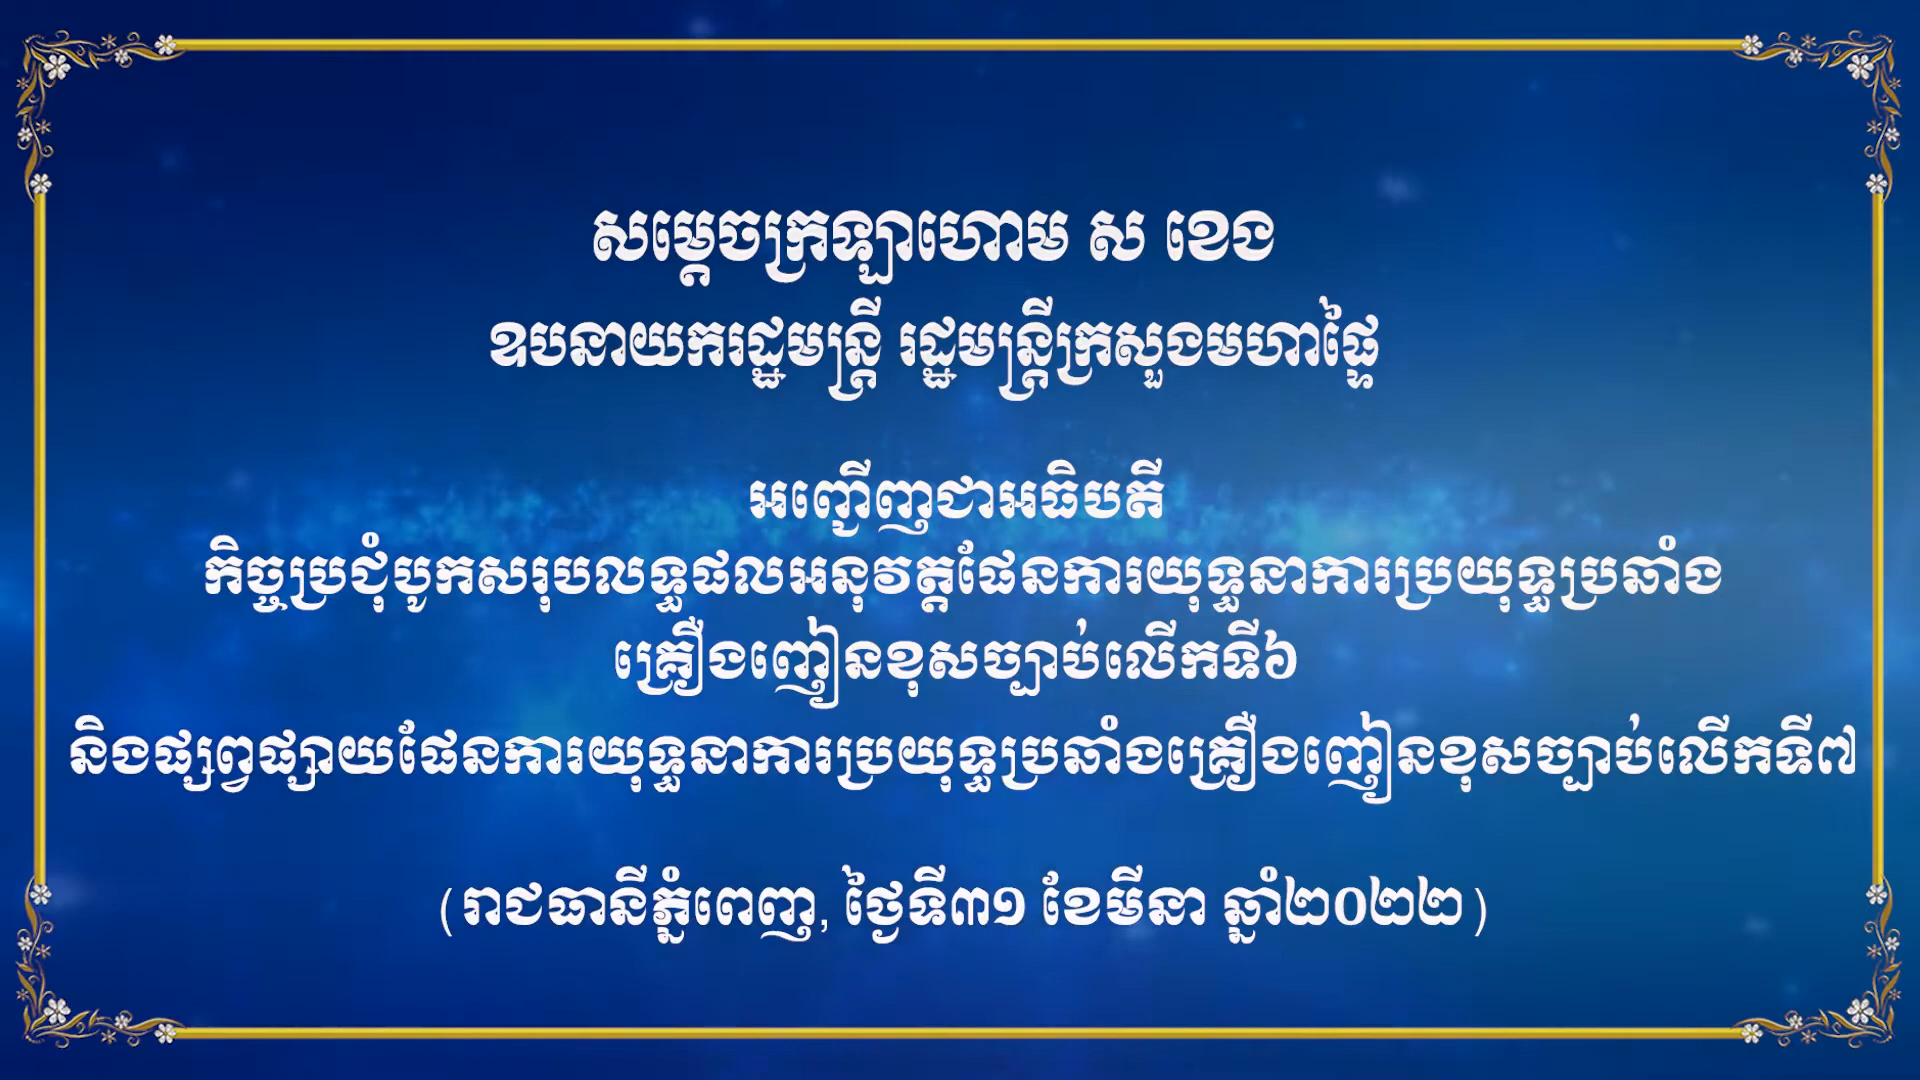 សម្តេចក្រឡាហោម ស ខេង
ឧបនាយករដ្ឋមន្ត្រី រដ្ឋមន្ត្រីក្រសួងមហាផ្ទៃ
អញ្ជើញជាអធិបតី
កិច្ចប្រជុំបូកសរុបលទ្ធផលអនុវត្តផែនការយុទ្ធនាការប្រយុទ្ធប្រឆាំង
គ្រឿងញៀនខុសច្បាប់លើកទី៦
និងផ្សព្វផ្សាយផែនការយុទ្ធនាការប្រយុទ្ធប្រឆាំងគ្រឿងញៀនខុសច្បាប់លើកទី៧
(រាជធានីភ្នំពេញ, ថ្ងៃទី៣១ ខែមីនា ឆ្នាំ២០២២)